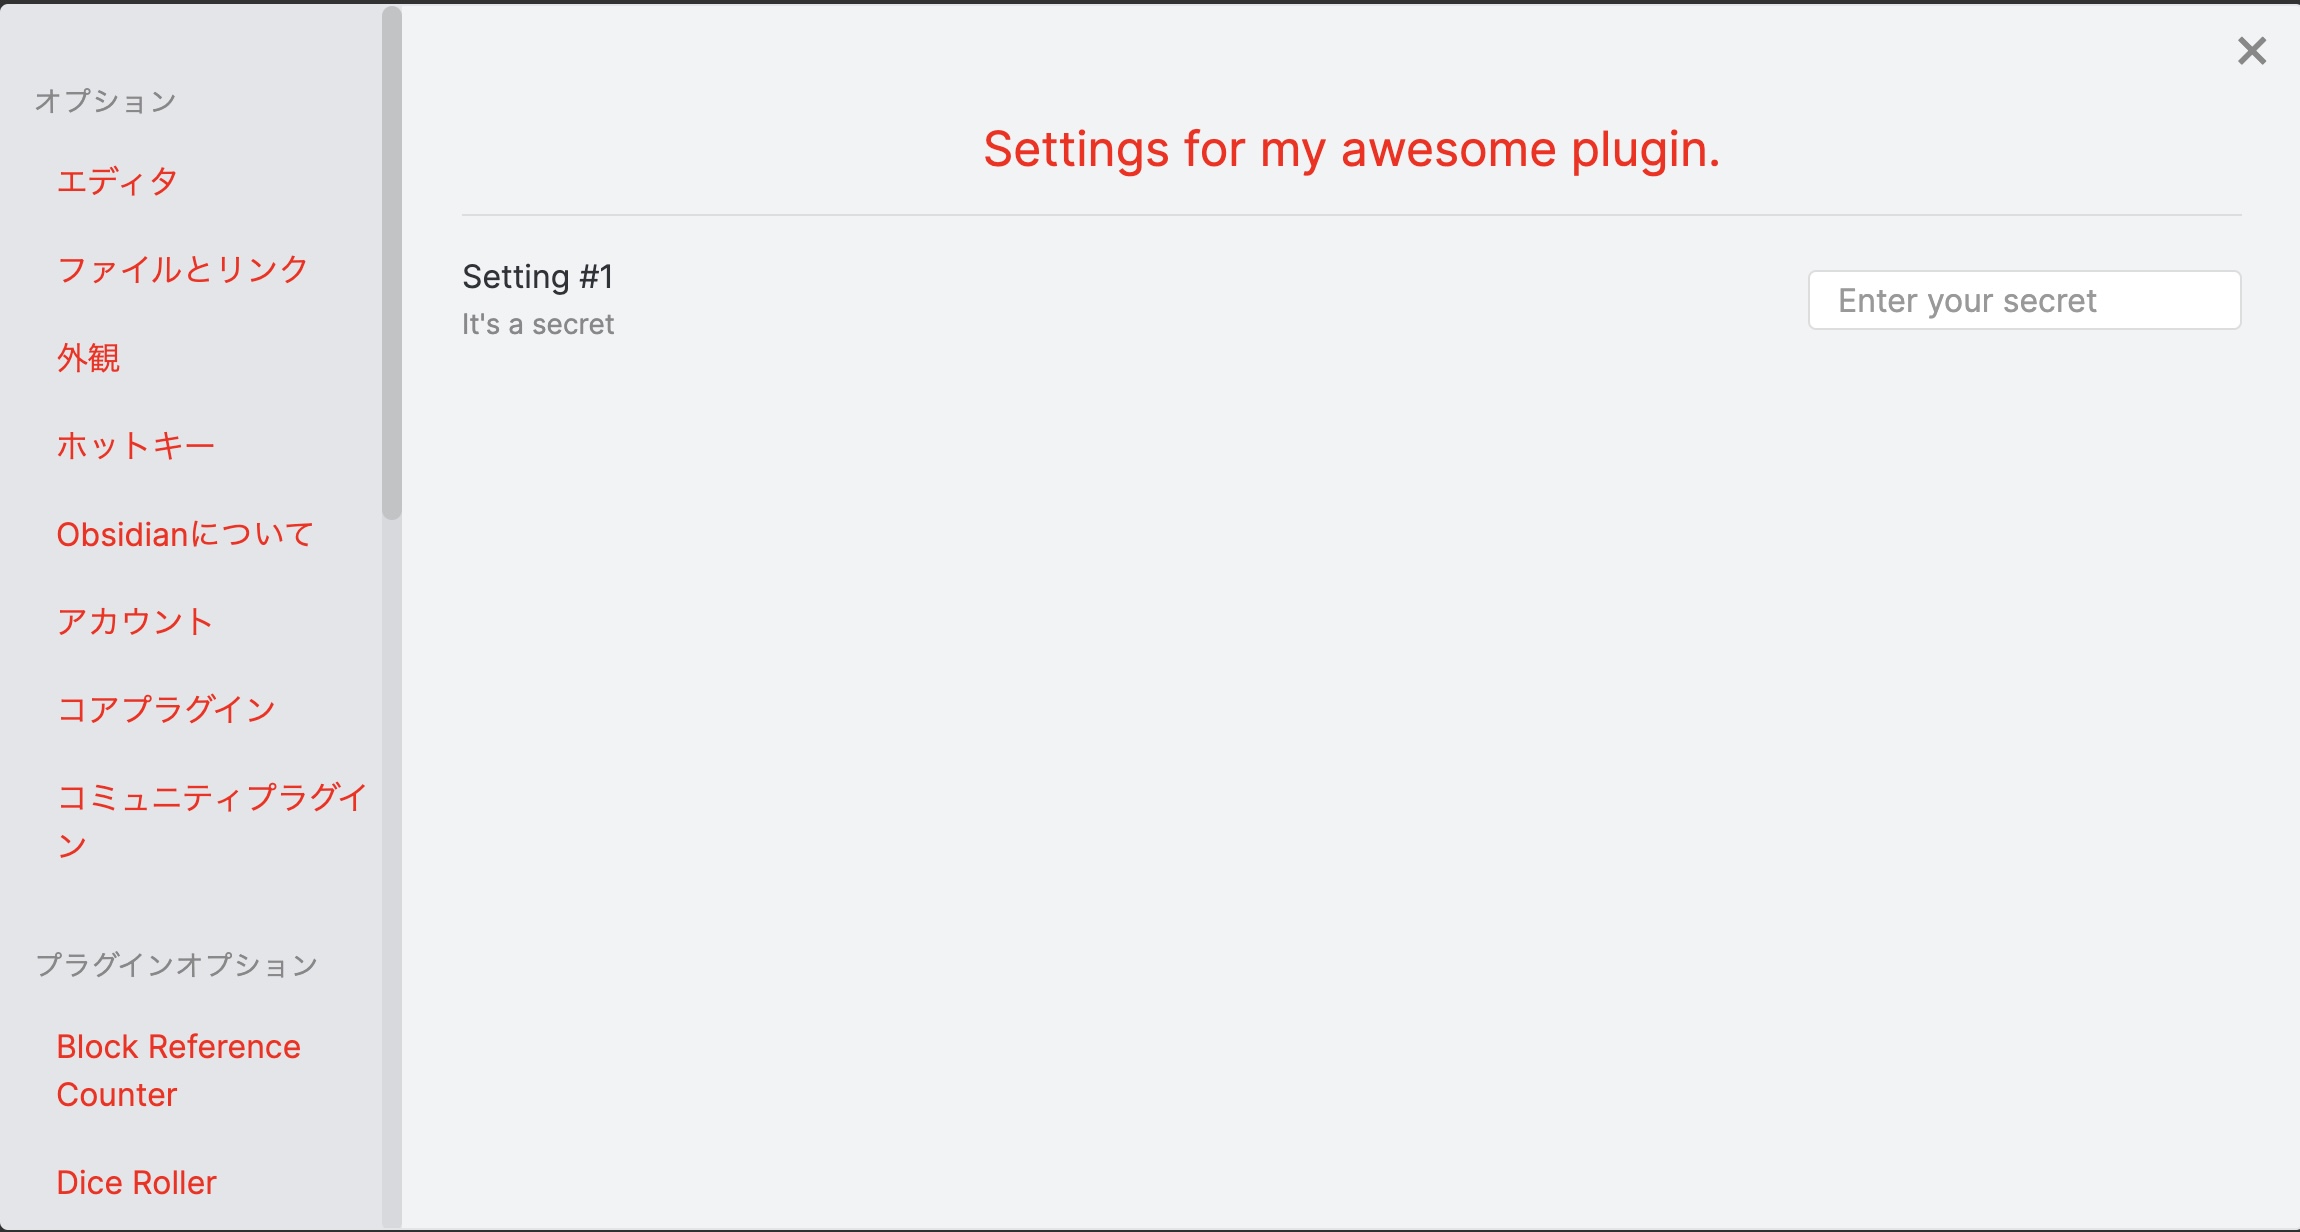 オプション
エディタ
ファイルとリンク
外観
ホットキー
Obsidianについて
アカウント
コアプラグイン
コミュニティプラグイ
ン
プラグインオプション
Block Reference
Counter
Dice Roller
Settings for my awesome plugin.
Setting #1
It's a secret
Enter your secret